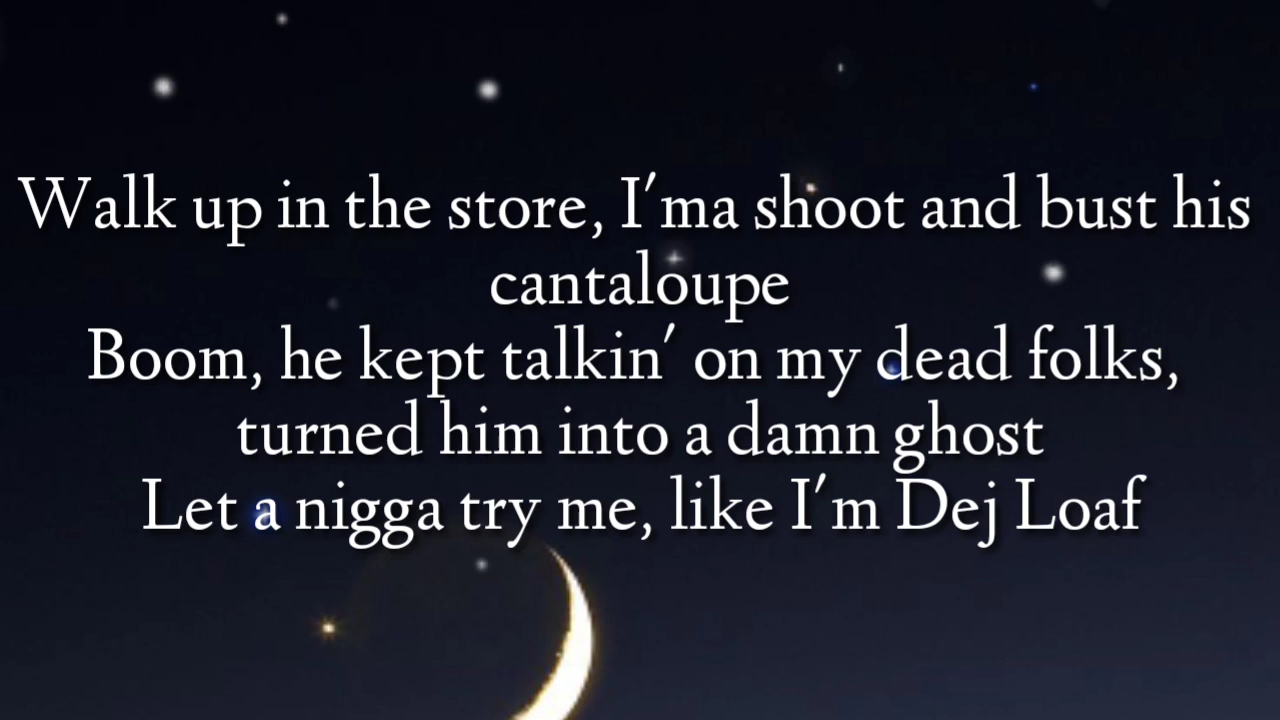 Walk up in the store, I'ma shoot and bust his
cantaloupe
Boom, he kept talkin' on my dead folks,
turned him into a damn ghost
Let a nigga try me, like I'm Dej Loaf